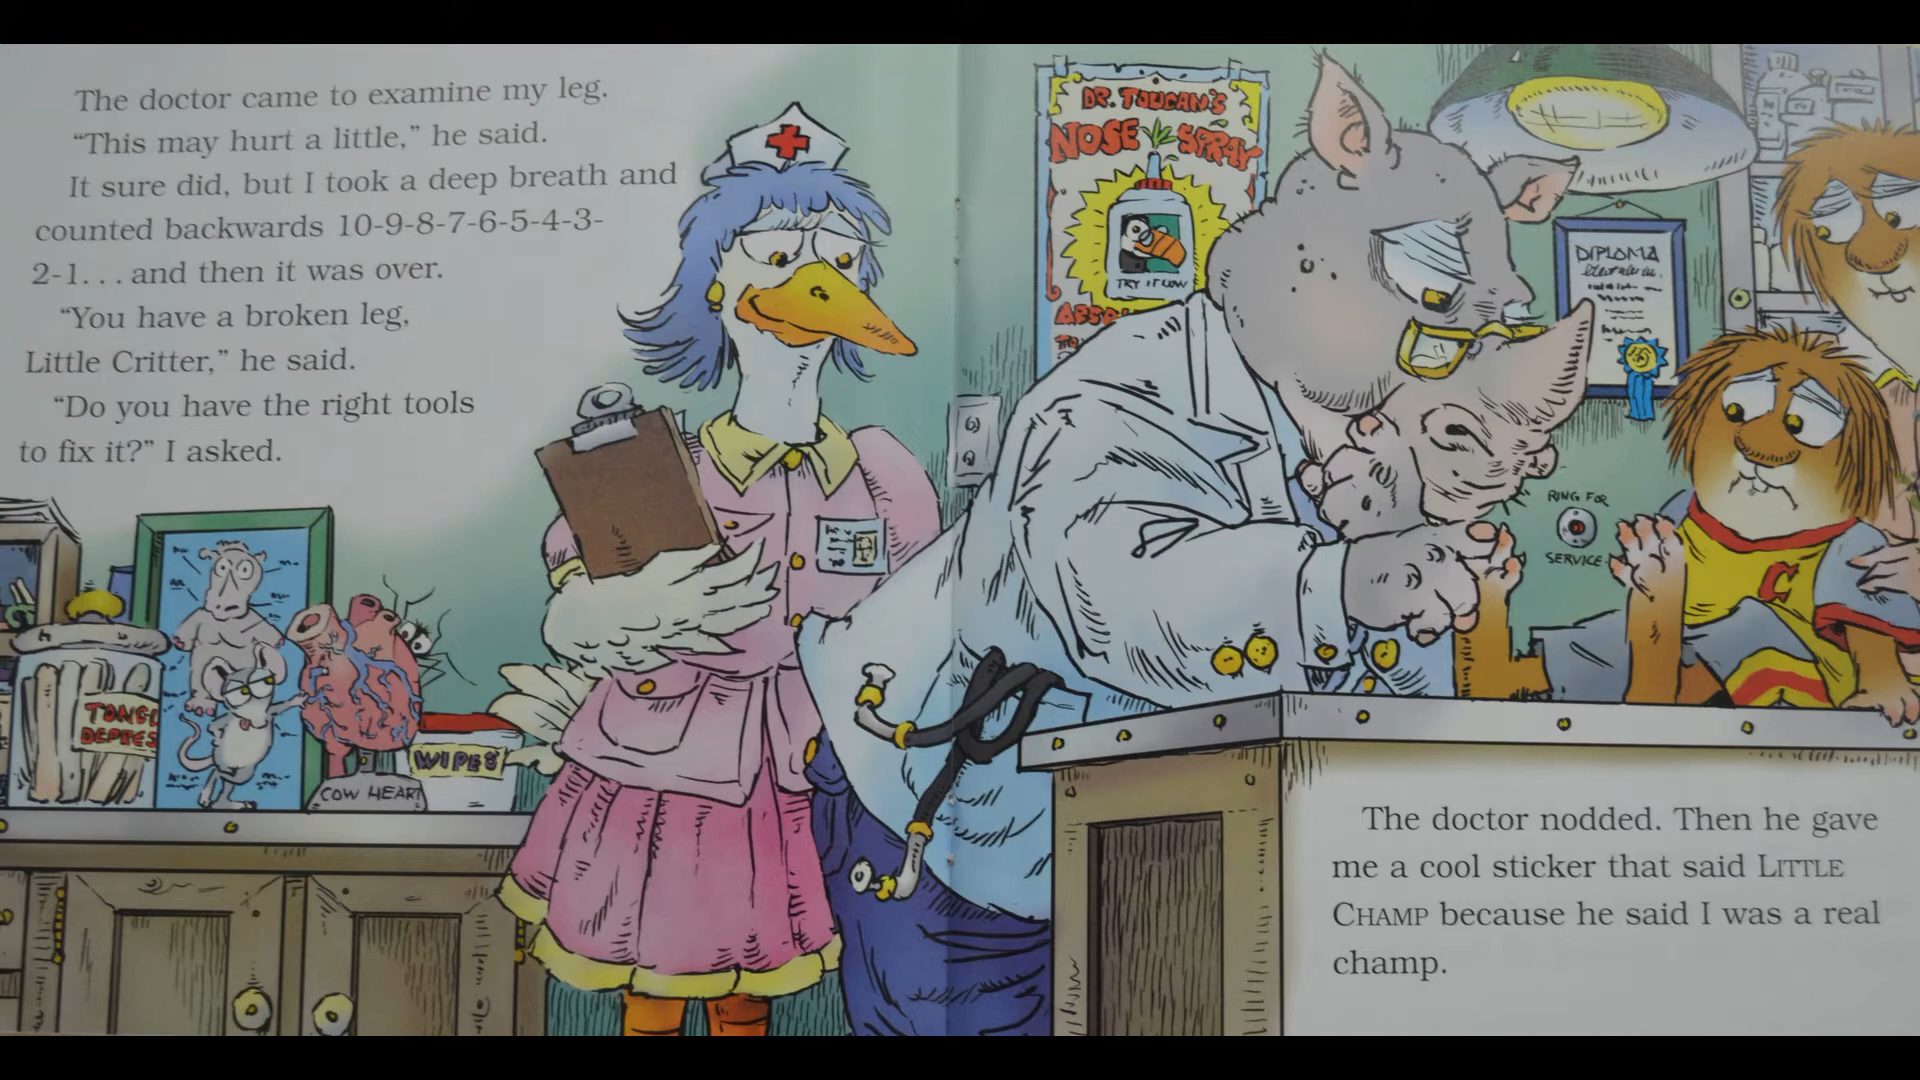 The doctor came to examine my leg.
“This may hurt a little,” he said.
It sure did, but I took a deep breath and
counted backwards 10-9-8-7-6-5-4-3-
2-1. . . and then it was over.
“You have a broken leg,
Little Critter,” he said.
“Do you have the right tools
to fix it?” I asked.
DR. TOUCAN'S
NOSE SPRAY
TRY IT NOW
DIPLOMA
RING FOR
SERVICE
C
WIPES
COW HEART
The doctor nodded. Then he gave
me a cool sticker that said LITTLE
CHAMP because he said I was a real
champ.